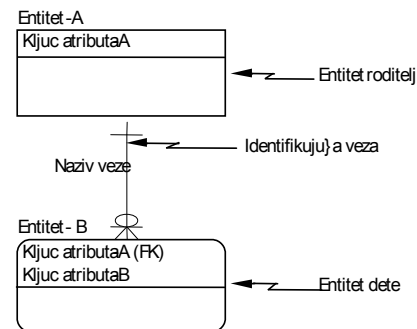 Entitet-A
Kljuc atributaA
Entitet roditelj
Identifikuju}a veza
Naziv veze
Entitet- B
Kljuc atributaA (FK)
Kljuc atributaB
Entitet dete